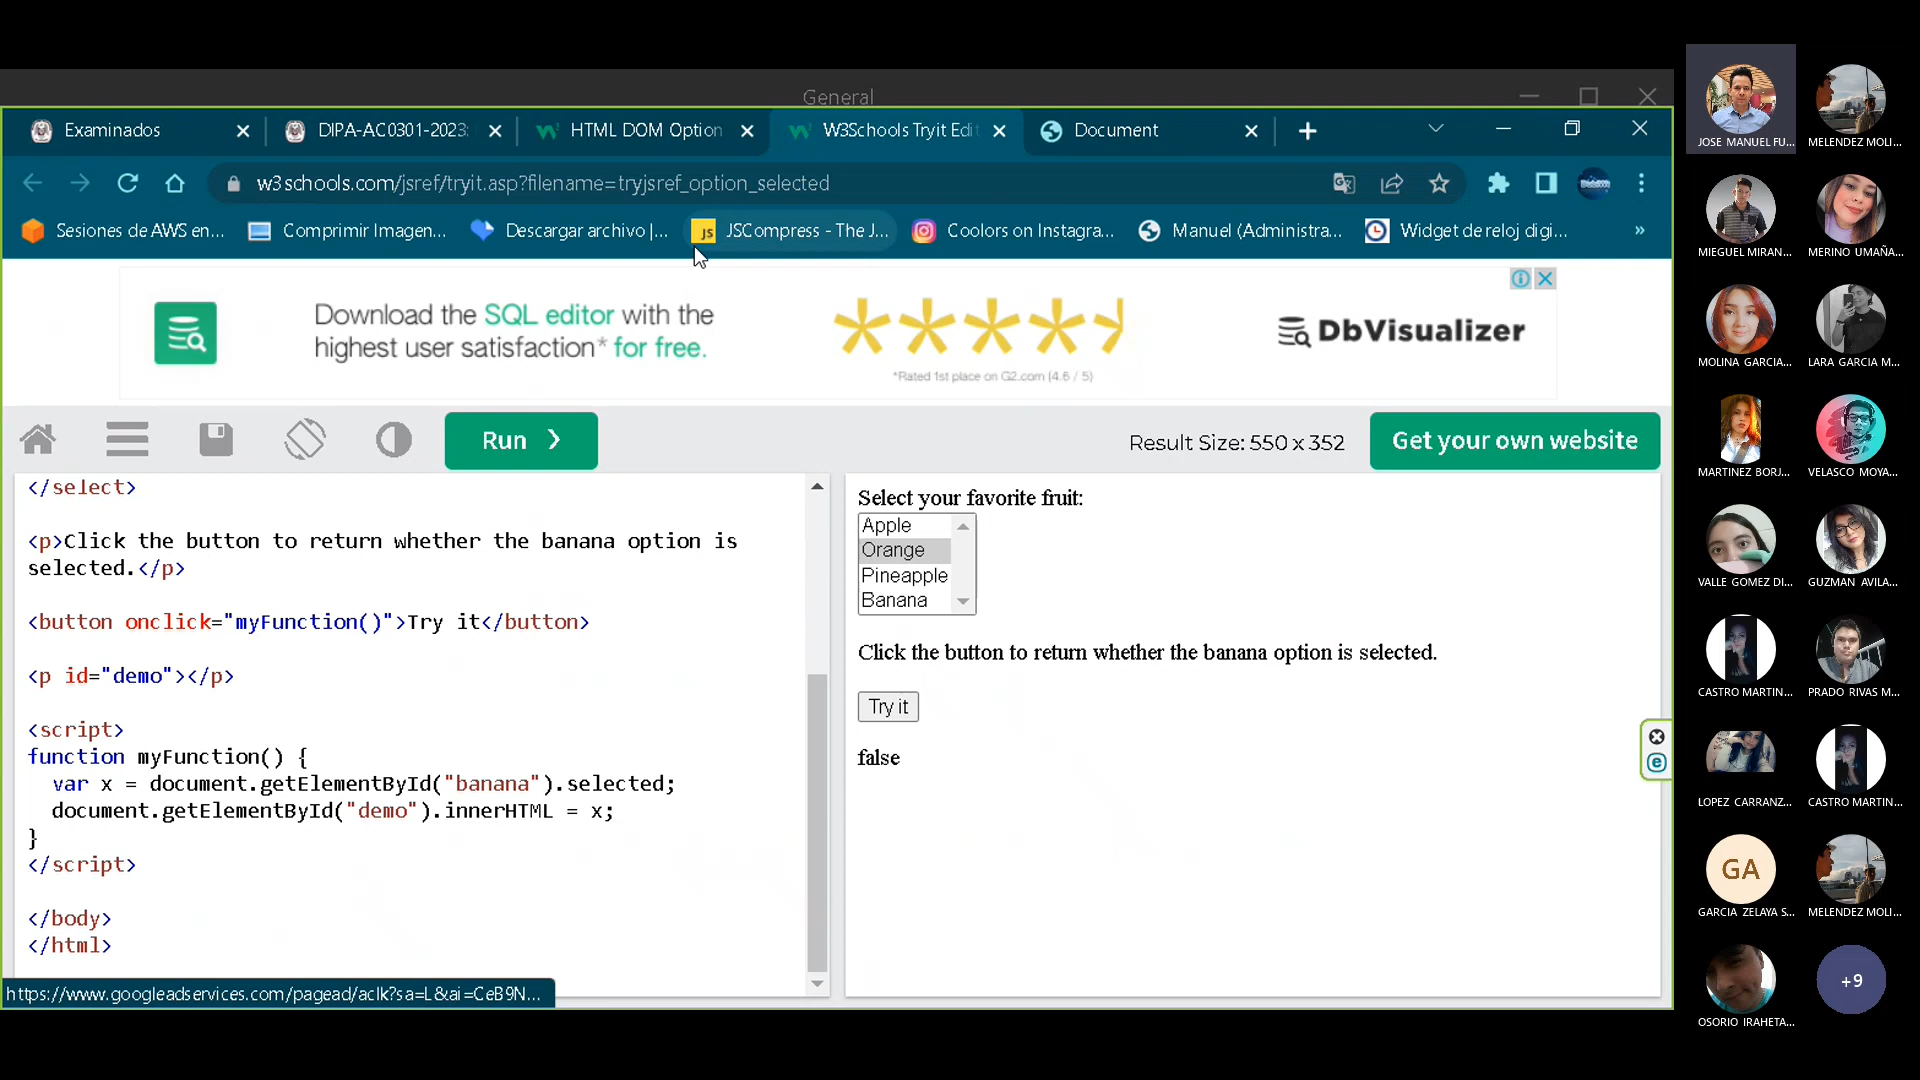 General
Examinados
DIPA-AC0301-2023:
HTML DOM Option
W3Schools Tryit Edi
Document
w3schools.com/jsref/tryit.asp?filename=tryjsref_option_selected
Sesiones de AWS en...
Comprimir Imagen...
Descargar archivo |...
JS
JSCompress - The J...
Coolors on Instagra...
Manuel (Administra...
Widget de reloj digi...
»
Download the SQL editor with the
highest user satisfaction* for free.
*Rated 1st place on G2.com (4.6 / 5)
DbVisualizer
Run ❯
Result Size: 550 x 352
Get your own website
</select>
<p>Click the button to return whether the banana option is
selected.</p>
<button onclick="myFunction()">Try it</button>
<p id="demo"></p>
<script>
function myFunction() {
  var x = document.getElementById("banana").selected;
  document.getElementById("demo").innerHTML = x;
}
</script>
</body>
</html>
https://www.googleadservices.com/pagead/aclk?sa=L&ai=CeB9N...
Select your favorite fruit:
Apple
Orange
Pineapple
Banana
Click the button to return whether the banana option is selected.
Try it
false
JOSE MANUEL FU...
MELENDEZ MOLI...
MIEGUEL MIRAN...
MERINO UMAÑA...
MOLINA GARCIA...
LARA GARCIA M...
MARTINEZ BORJ...
VELASCO MOYA...
VALLE GOMEZ DI...
GUZMAN AVILA...
CASTRO MARTIN...
PRADO RIVAS M...
LOPEZ CARRANZ...
CASTRO MARTIN...
GA
GARCIA ZELAYA S...
MELENDEZ MOLI...
OSORIO IRAHETA...
+9